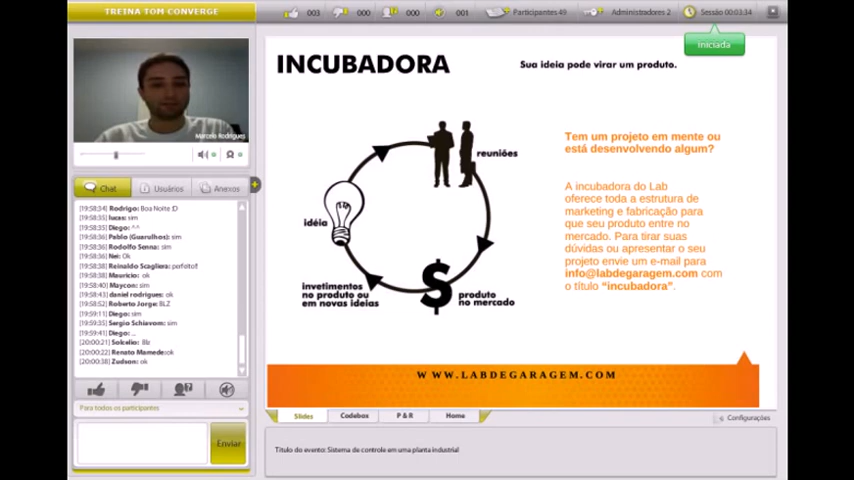 TREINA TOM CONVERGE
003
000
000
001
Participantes 49
Administradores 2
Sessão 00:03:34
Iniciada
Marcelo Rodrigues
Chat
Usuários
Anexos
[19:58:34] Rodrigo: Boa Noite :D
[19:58:35] lucas: sim
[19:58:35] Diego: ^^
[19:58:36] Pablo (Guarulhos): sim
[19:58:36] Rodolfo Senna: sim
[19:58:36] Nei: Ok
[19:58:38] Reinaldo Scagliera: perfeito!!
[19:58:38] Mauricio: ok
[19:58:40] Maycon: sim
[19:58:43] daniel rodrigues: ok
[19:58:52] Roberto Jorge: BLZ
[19:59:11] Diego: sim
[19:59:35] Sergio Schiavom: sim
[19:59:41] Diego: ...
[20:00:21] Solcelio: Blz
[20:00:22] Renato Mamede:ok
[20:00:38] Zudson: ok
Para todos os participantes
Enviar
INCUBADORA
Sua ideia pode virar um produto.
reuniões
idéia
invetimentos
no produto ou
em novas ideias
$
produto
no mercado
Tem um projeto em mente ou
está desenvolvendo algum?
A incubadora do Lab
oferece toda a estrutura de
marketing e fabricação para
que seu produto entre no
mercado. Para tirar suas
dúvidas ou apresentar o seu
projeto envie um e-mail para
info@labdegaragem.com com
o título “incubadora”.
WWW.LABDEGARAGEM.COM
Slides
Codebox
P & R
Home
Configurações
Título do evento: Sistema de controle em uma planta industrial